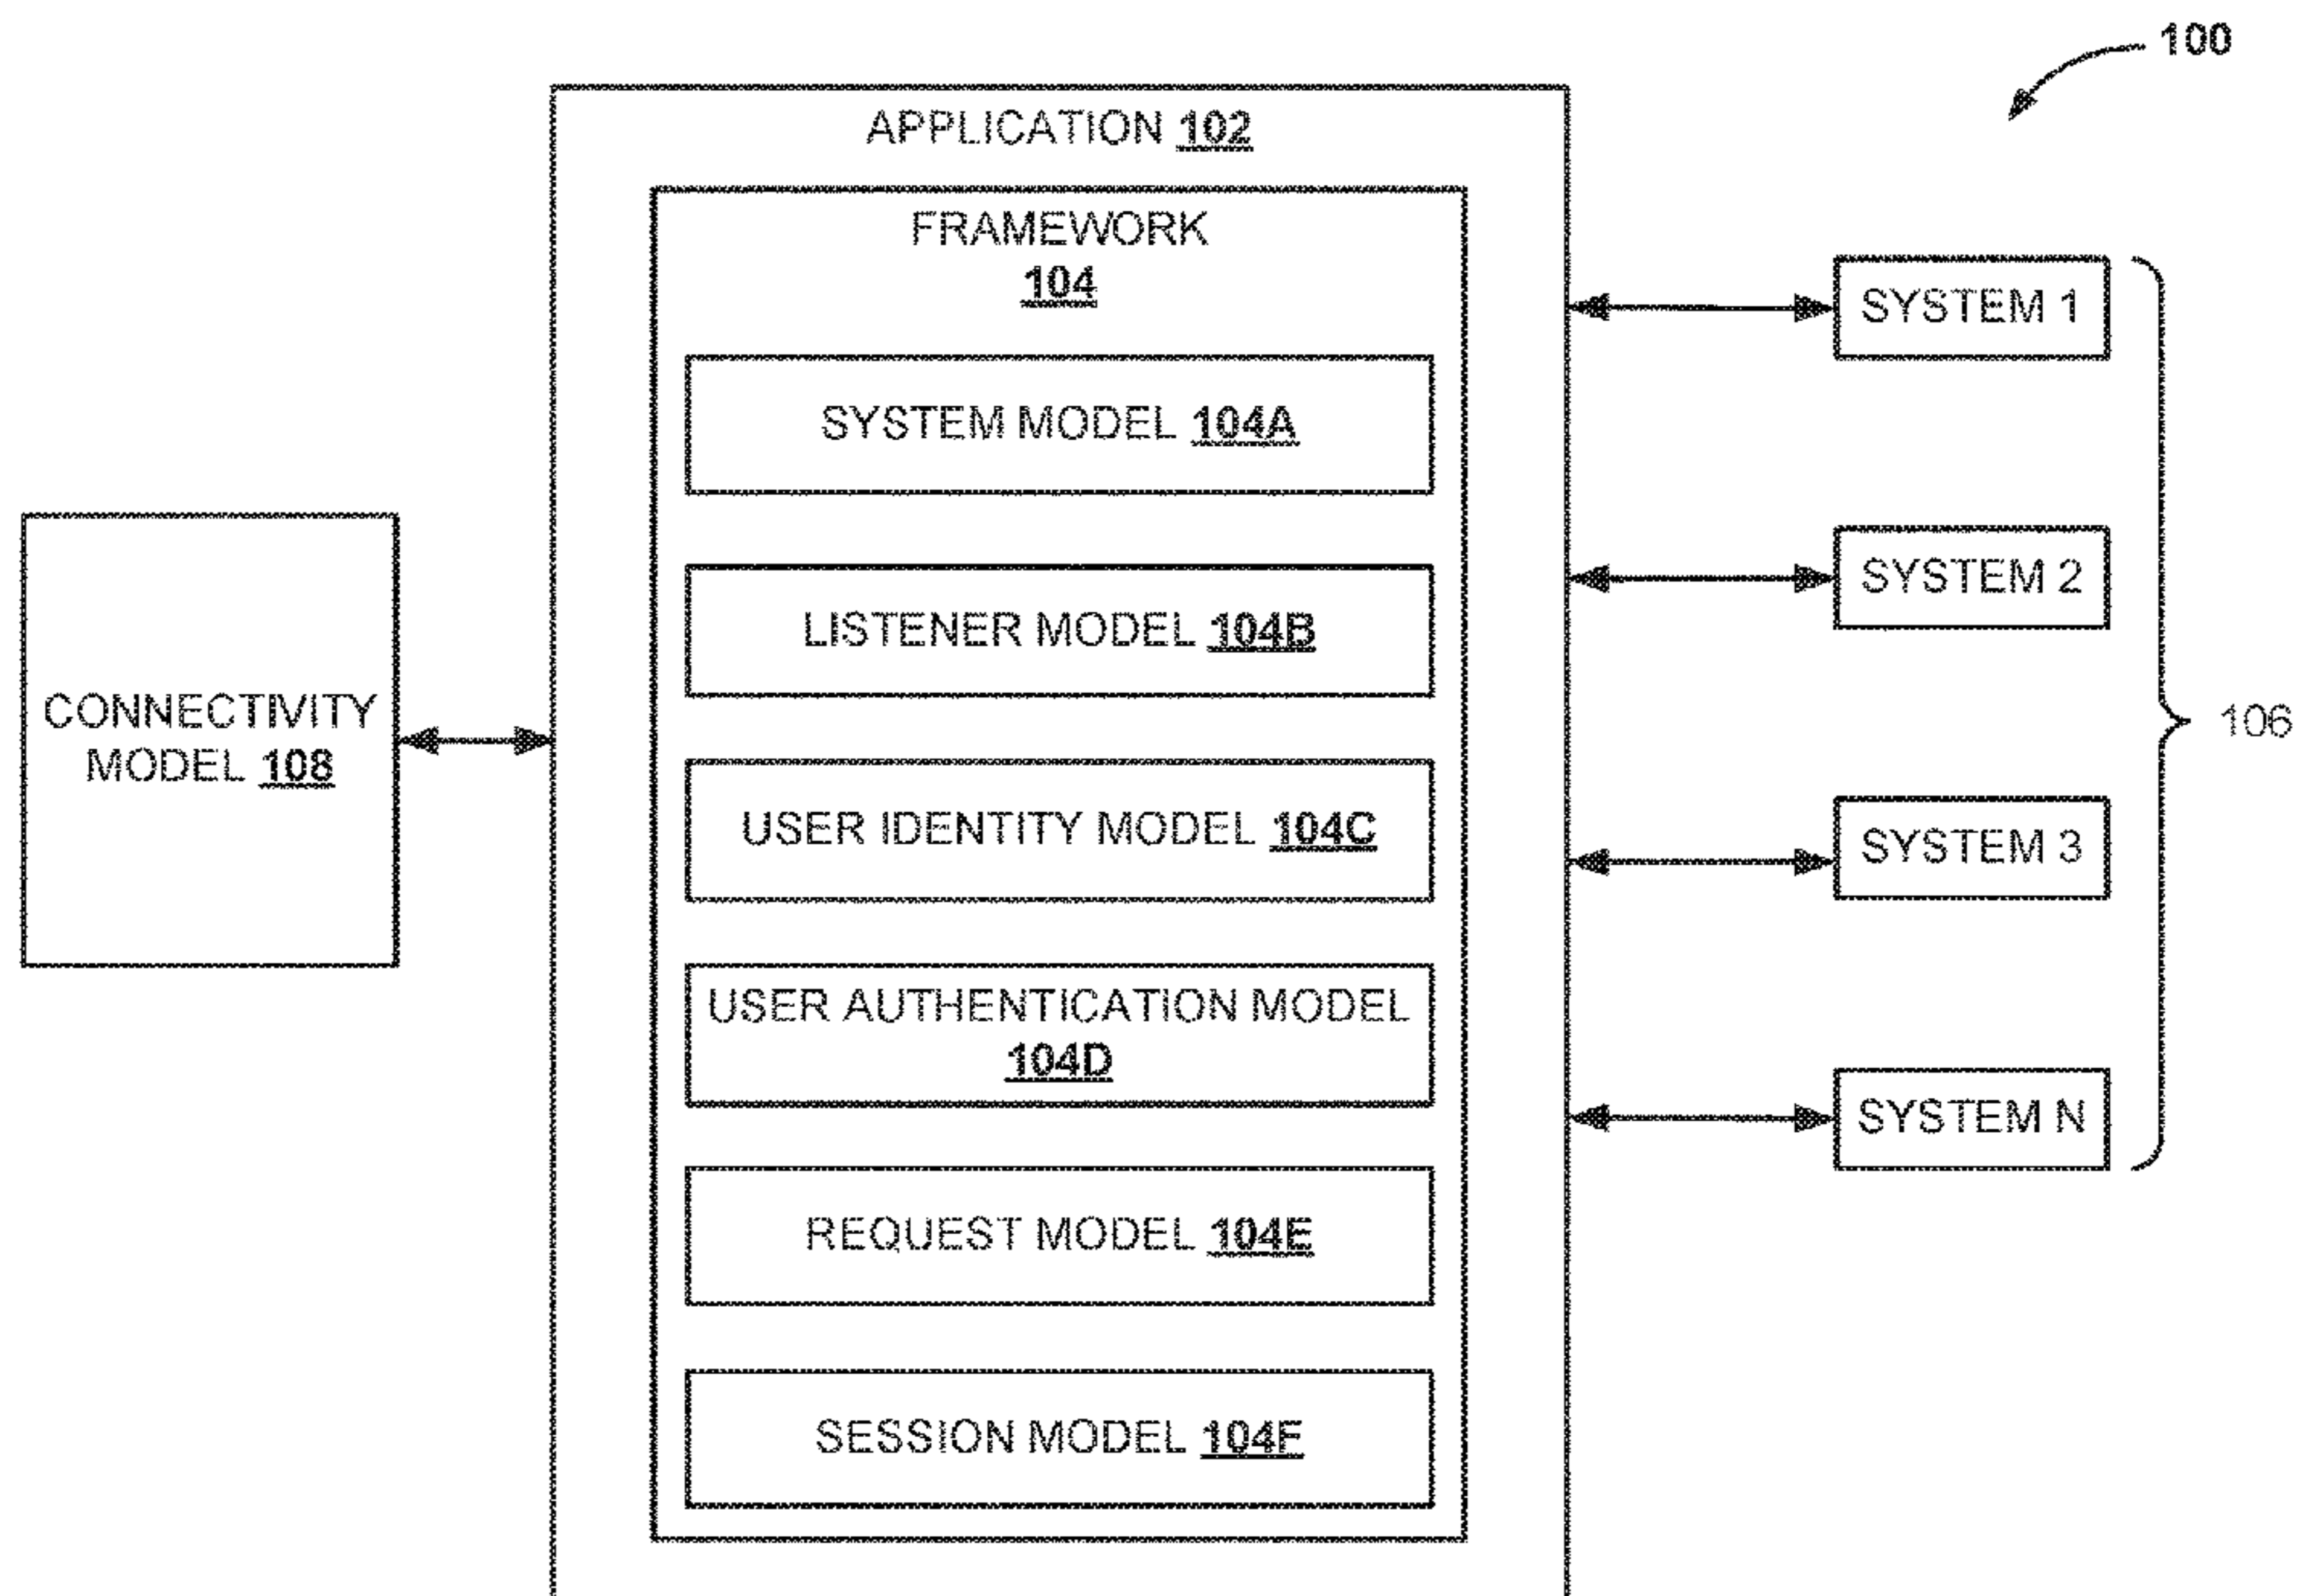 100
APPLICATION 102
FRAMEWORK
104
SYSTEM MODEL 104A
LISTENER MODEL 104B
USER IDENTITY MODEL 104C
USER AUTHENTICATION MODEL
104D
REQUEST MODEL 104E
SESSION MODEL 104F
CONNECTIVITY
MODEL 108
SYSTEM 1
SYSTEM 2
SYSTEM 3
SYSTEM N
106